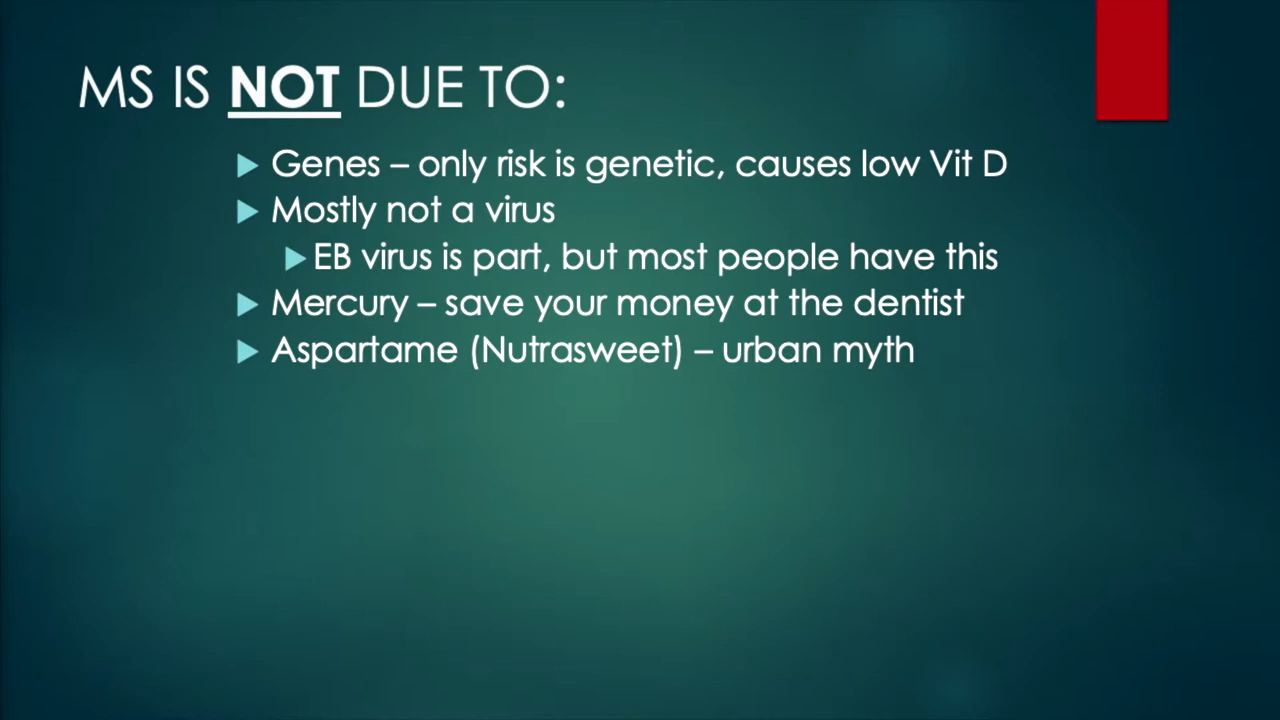 MS IS NOT DUE TO:
Genes – only risk is genetic, causes low Vit D
Mostly not a virus
EB virus is part, but most people have this
Mercury – save your money at the dentist
Aspartame (Nutrasweet) – urban myth